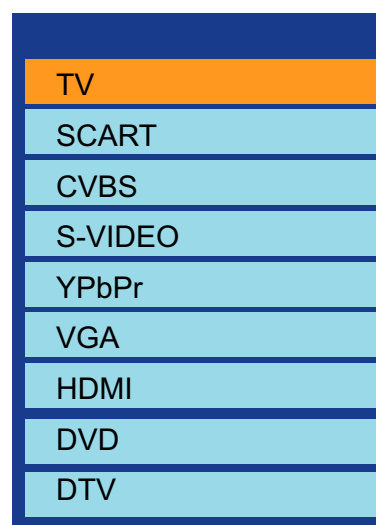 TV
SCART
CVBS
S-VIDEO
YPbPr
VGA
HDMI
DVD
DTV